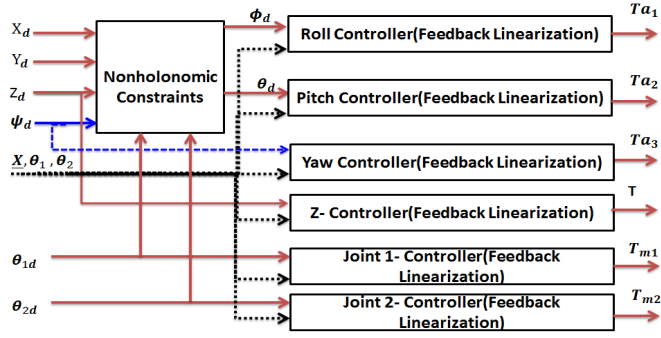 X_d
Y_d
Z_d
ψ_d
X, θ_1 , θ_2
θ_1d
θ_2d
Nonholonomic
Constraints
ϕ_d
θ_d
Roll Controller(Feedback Linearization)
Ta_1
Pitch Controller(Feedback Linearization)
Ta_2
Yaw Controller(Feedback Linearization)
Ta_3
Z- Controller(Feedback Linearization)
T
Joint 1- Controller(Feedback
Linearization)
T_m1
Joint 2- Controller(Feedback
Linearization)
T_m2